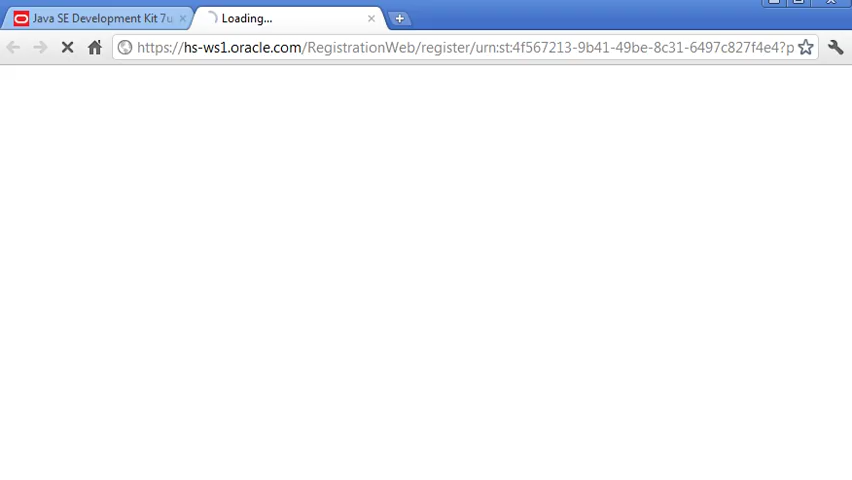 Java SE Development Kit 7u
Loading...
https://hs-ws1.oracle.com/RegistrationWeb/register/urn:st:4f567213-9b41-49be-8c31-6497c827f4e4?p